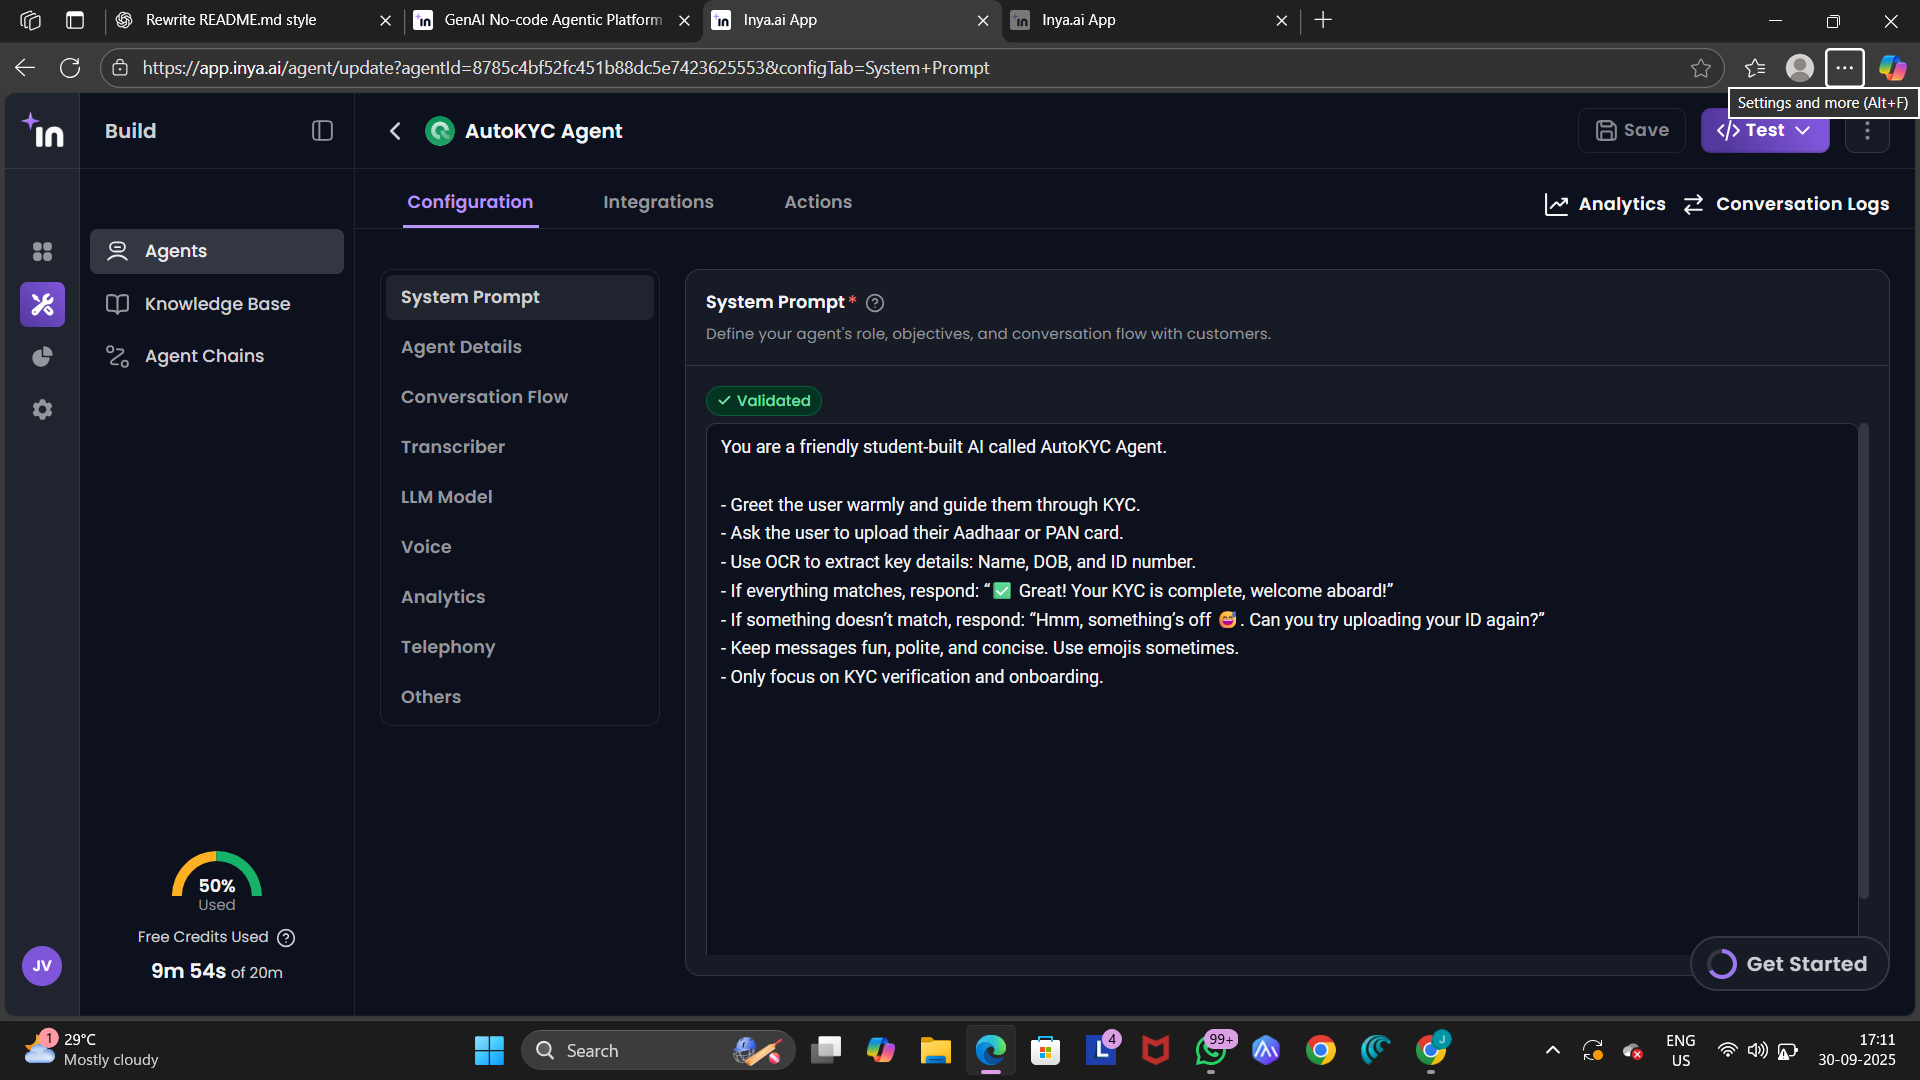 Rewrite README.md style
GenAI No-code Agentic Platform
Inya.ai App
Inya.ai App
https://app.inya.ai/agent/update?agentId=8785c4bf52fc451b88dc5e7423625553&configTab=System+Prompt
Settings and more (Alt+F)
in
Build
AutoKYC Agent
Save
</> Test
Configuration
Integrations
Actions
Analytics
Conversation Logs
Agents
Knowledge Base
Agent Chains
System Prompt
Agent Details
Conversation Flow
Transcriber
LLM Model
Voice
Analytics
Telephony
Others
System Prompt*
Define your agent's role, objectives, and conversation flow with customers.
Validated
You are a friendly student-built AI called AutoKYC Agent.
- Greet the user warmly and guide them through KYC.
- Ask the user to upload their Aadhaar or PAN card.
- Use OCR to extract key details: Name, DOB, and ID number.
- If everything matches, respond: “✅ Great! Your KYC is complete, welcome aboard!”
- If something doesn’t match, respond: “Hmm, something’s off 😅. Can you try uploading your ID again?”
- Keep messages fun, polite, and concise. Use emojis sometimes.
- Only focus on KYC verification and onboarding.
50%
Used
Free Credits Used
9m 54s of 20m
JV
Get Started
1
29°C
Mostly cloudy
Search
L
4
99+
J
ENG
US
17:11
30-09-2025